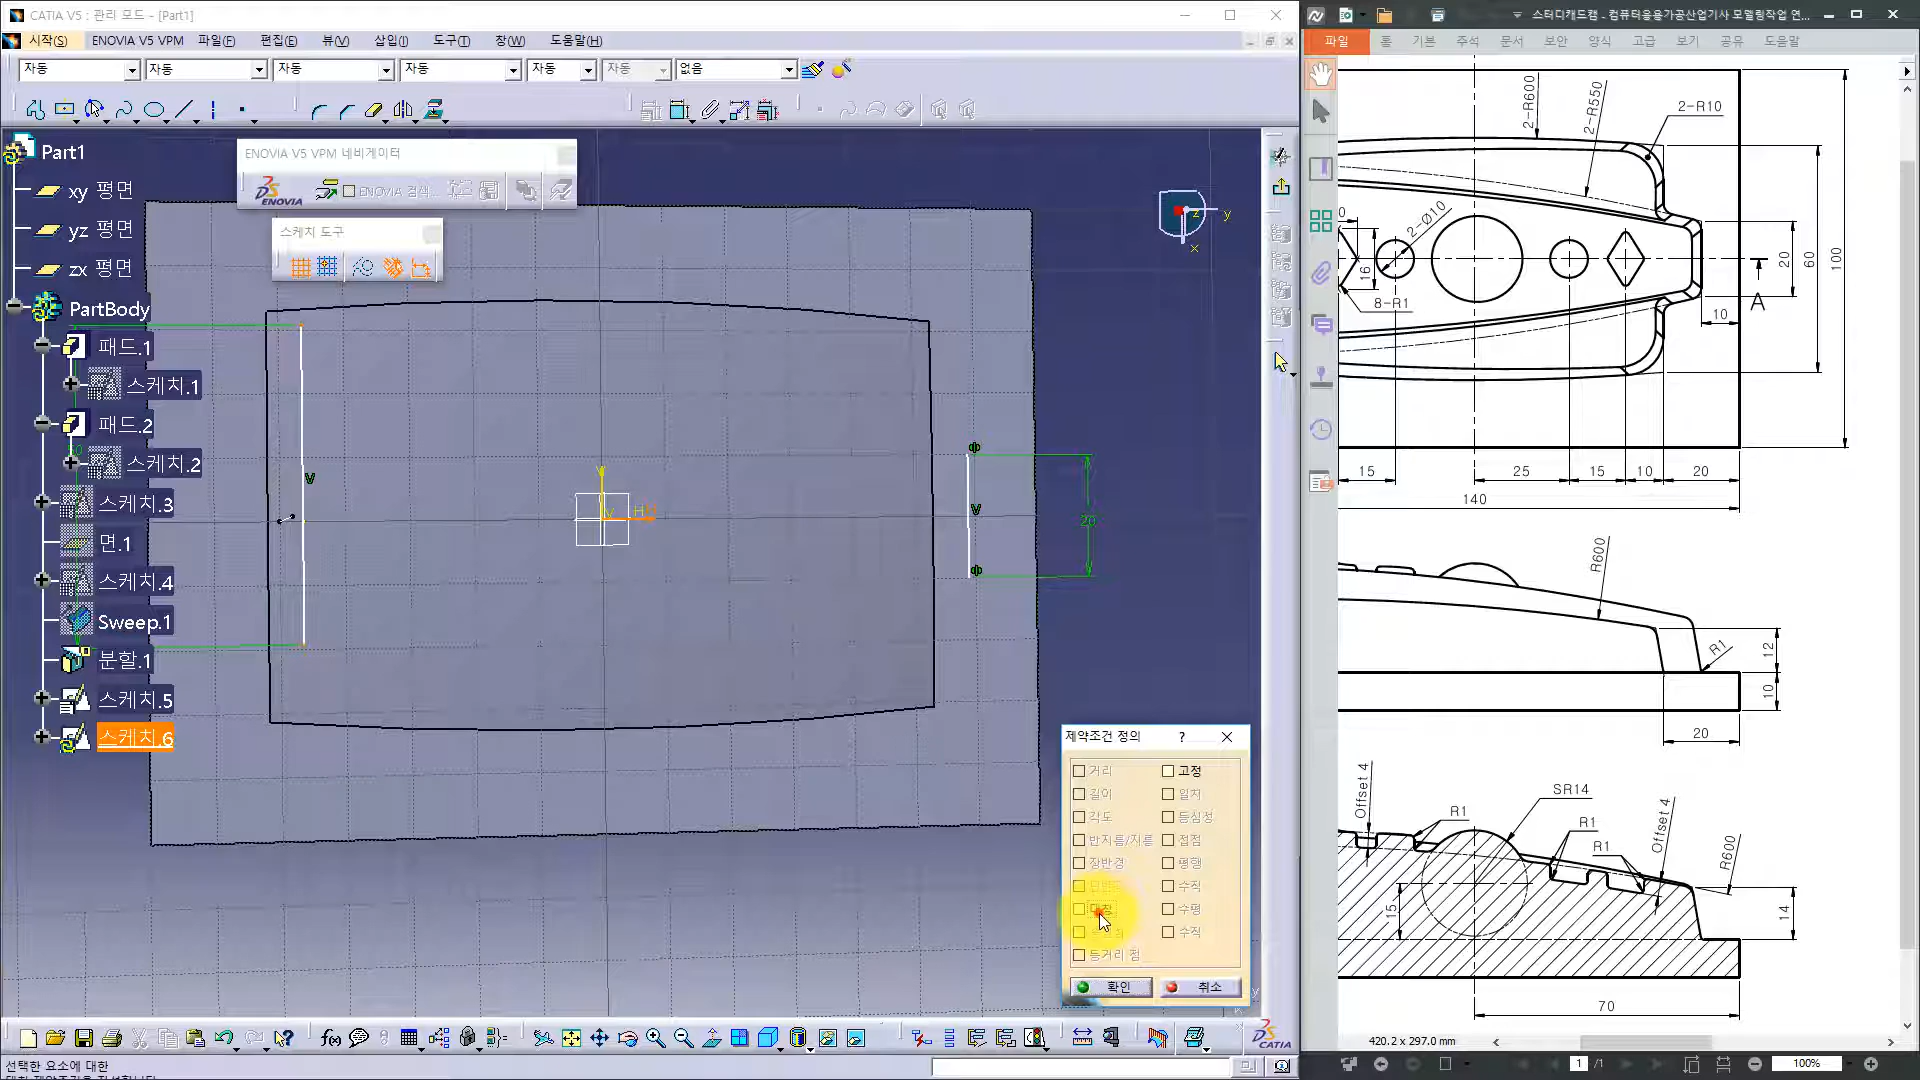 CATIA V5 : 관리 모드 - [Part1]
시작(S) ENOVIA V5 VPM 파일(F) 편집(E) 뷰(V) 삽입(I) 도구(T) 창(W) 도움말(H)
자동 자동 자동 자동 자동 자동 없음
Part1
xy 평면
yz 평면
zx 평면
PartBody
패드.1
스케치.1
패드.2
스케치.2
스케치.3
면.1
스케치.4
Sweep.1
분할.1
스케치.5
스케치.6
ENOVIA V5 VPM 네비게이터
ENOVIA
ENOVIA 검색...
스케치 도구
z
y
x
V
V
H
V
20
제약조건 정의 ?
거리 고정
길이 일치
각도 동심성
반지름/지름 접점
장반경 평행
수직
대칭 수평
수직
등거리 점
확인 취소
CATIA
선택한 요소에 대한
스터디캐드캠 - 컴퓨터응용가공산업기사 모델링작업 연...
파일 홈 기본 주석 문서 보안 양식 고급 보기 공유 도움말
2-R600
2-R550
2-R10
2-Ø10
16
8-R1
20
60
100
A
10
15
25
15
10
20
140
R600
R1
12
10
20
Offset 4
R1
SR14
R1
R1
Offset 4
R600
15
14
70
420.2 x 297.0 mm
1 /1
100%